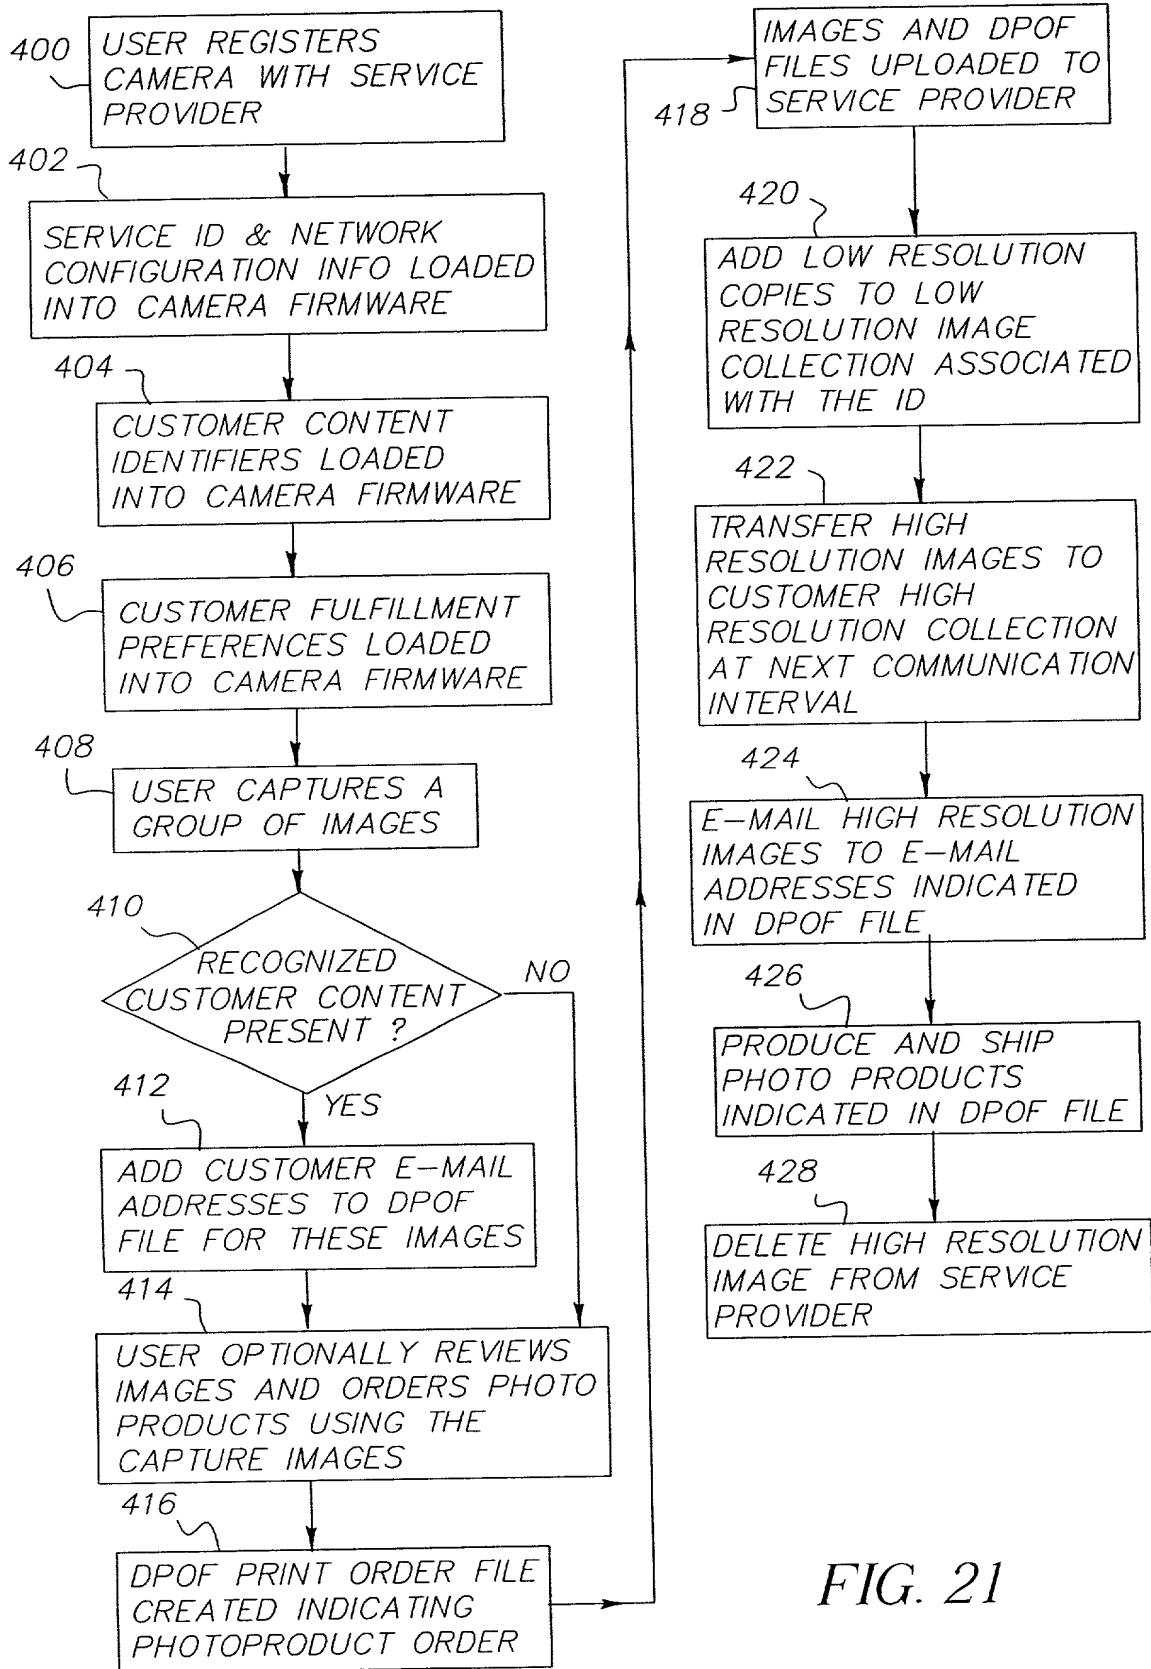 400
USER REGISTERS
CAMERA WITH SERVICE
PROVIDER
402
SERVICE ID & NETWORK
CONFIGURATION INFO LOADED
INTO CAMERA FIRMWARE
404
CUSTOMER CONTENT
IDENTIFIERS LOADED
INTO CAMERA FIRMWARE
406
CUSTOMER FULFILLMENT
PREFERENCES LOADED
INTO CAMERA FIRMWARE
408
USER CAPTURES A
GROUP OF IMAGES
410
RECOGNIZED
CUSTOMER CONTENT
PRESENT ?
NO
YES
412
ADD CUSTOMER E-MAIL
ADDRESSES TO DPOF
FILE FOR THESE IMAGES
414
USER OPTIONALLY REVIEWS
IMAGES AND ORDERS PHOTO
PRODUCTS USING THE
CAPTURE IMAGES
416
DPOF PRINT ORDER FILE
CREATED INDICATING
PHOTOPRODUCT ORDER
418
IMAGES AND DPOF
FILES UPLOADED TO
SERVICE PROVIDER
420
ADD LOW RESOLUTION
COPIES TO LOW
RESOLUTION IMAGE
COLLECTION ASSOCIATED
WITH THE ID
422
TRANSFER HIGH
RESOLUTION IMAGES TO
CUSTOMER HIGH
RESOLUTION COLLECTION
AT NEXT COMMUNICATION
INTERVAL
424
E-MAIL HIGH RESOLUTION
IMAGES TO E-MAIL
ADDRESSES INDICATED
IN DPOF FILE
426
PRODUCE AND SHIP
PHOTO PRODUCTS
INDICATED IN DPOF FILE
428
DELETE HIGH RESOLUTION
IMAGE FROM SERVICE
PROVIDER
FIG. 21